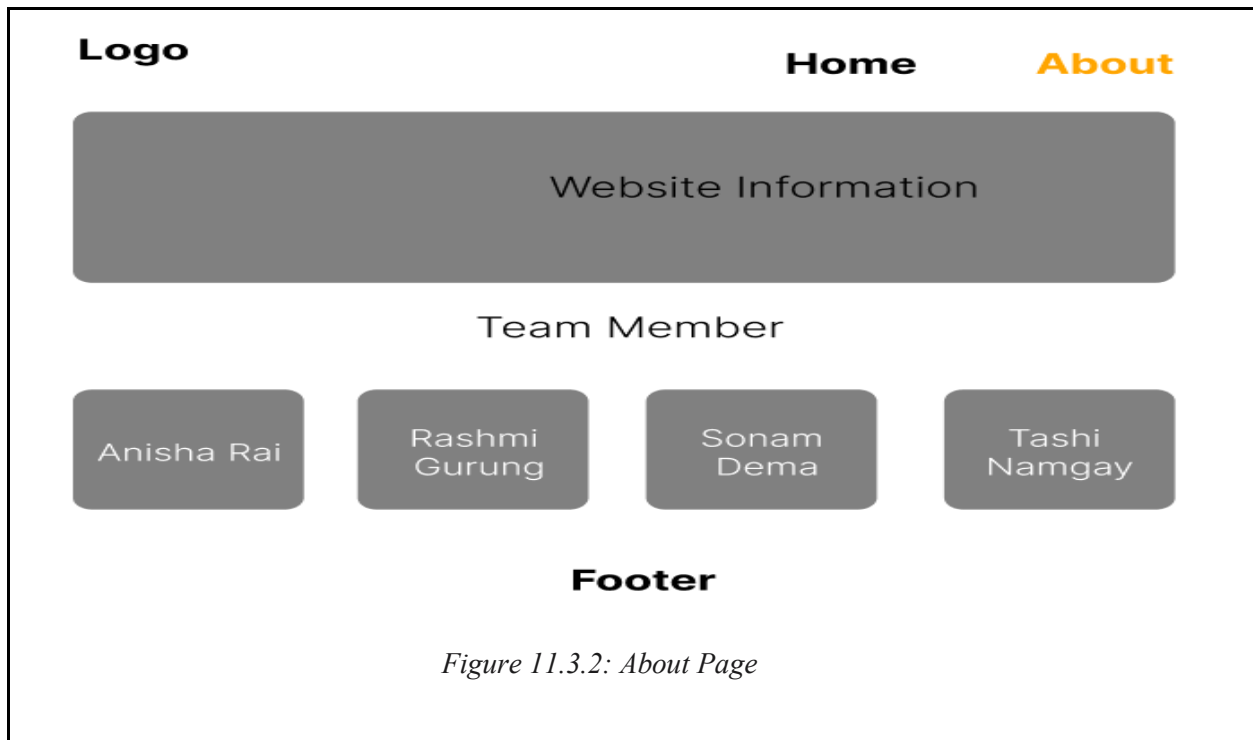 Logo
Home About
Website Information
Team Member
Anisha Rai
Rashmi
Gurung
Sonam
Dema
Tashi
Namgay
Footer
Figure 11.3.2: About Page